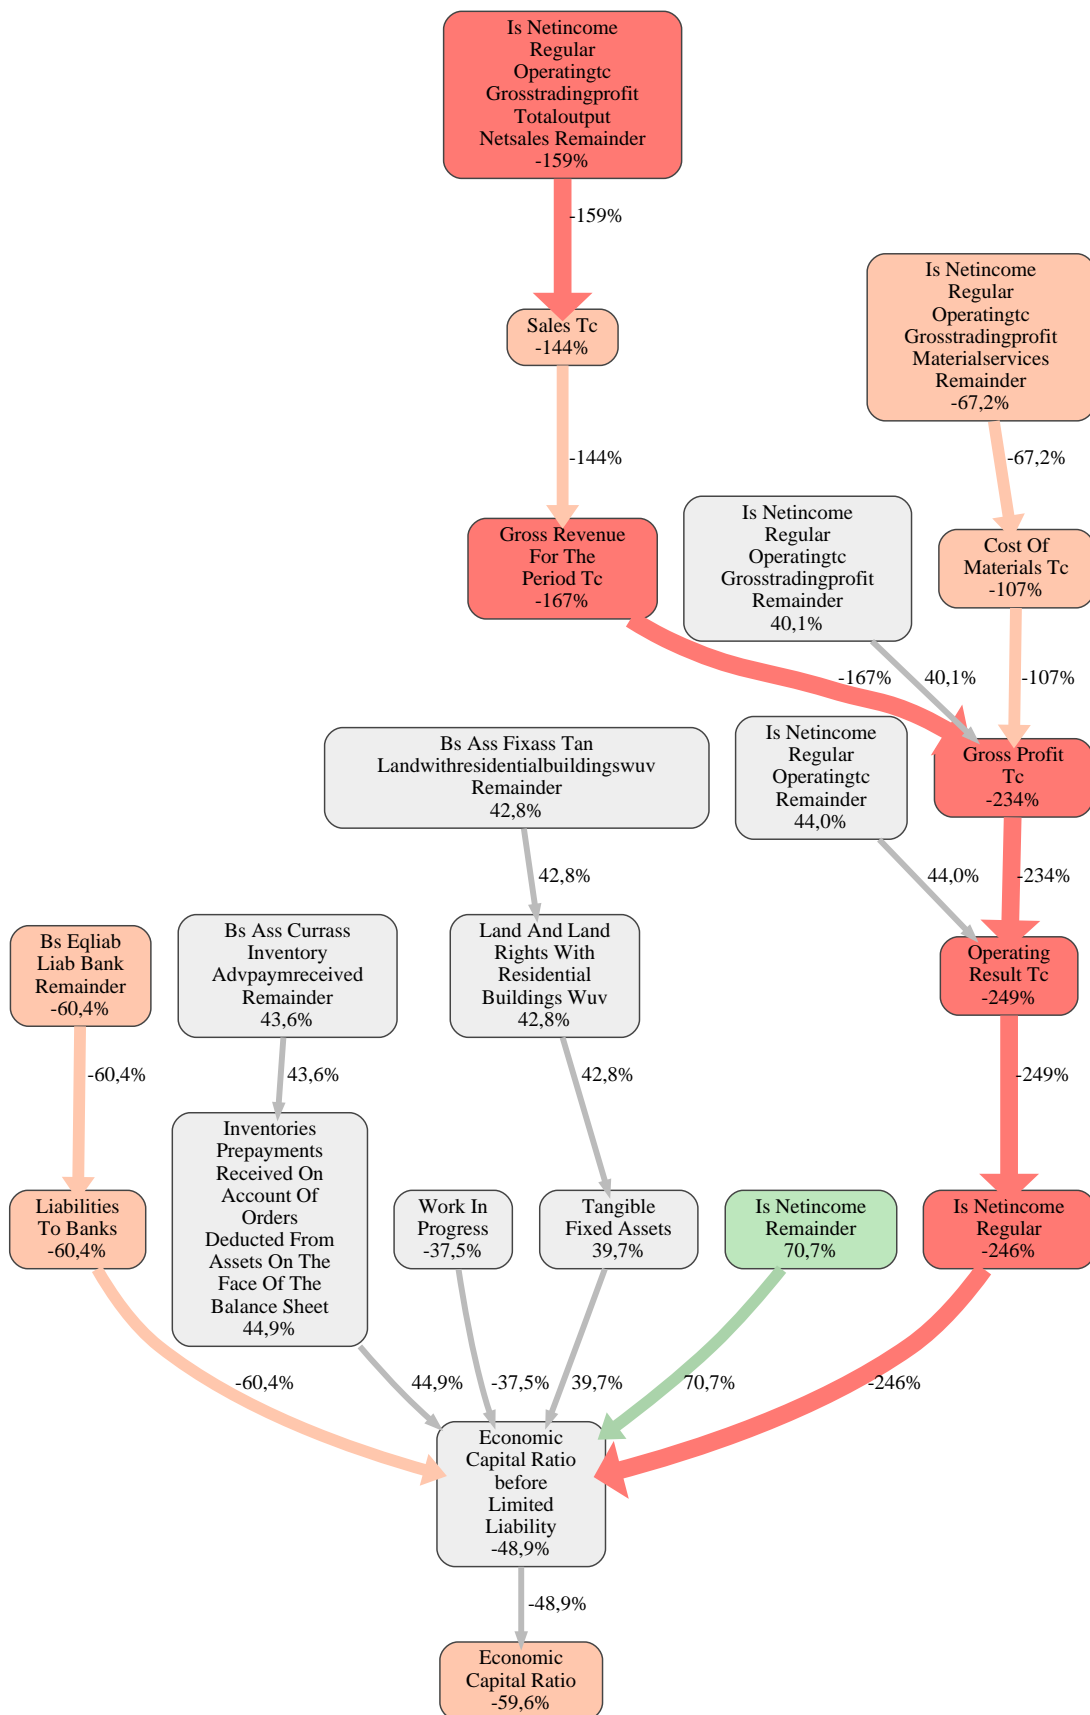 Is Netincome
Regular
Operatingtc
Grosstradingprofit
Totaloutput
Netsales Remainder
-159%
-159%
Sales Tc
-144%
Is Netincome
Regular
Operatingtc
Grosstradingprofit
Materialservices
Remainder
-67,2%
-144%
-67,2%
Gross Revenue
For The
Period Tc
-167%
Is Netincome
Regular
Operatingtc
Grosstradingprofit
Remainder
40,1%
Cost Of
Materials Tc
-107%
-167%
40,1%
-107%
Bs Ass Fixass Tan
Landwithresidentialbuildingswuv
Remainder
42,8%
Is Netincome
Regular
Operatingtc
Remainder
44,0%
Gross Profit
Tc
-234%
42,8%
44,0%
-234%
Bs Eqliab
Liab Bank
Remainder
-60,4%
Bs Ass Currass
Inventory
Advpaymreceived
Remainder
43,6%
Land And Land
Rights With
Residential
Buildings Wuv
42,8%
Operating
Result Tc
-249%
-60,4%
43,6%
42,8%
-249%
Liabilities
To Banks
-60,4%
Inventories
Prepayments
Received On
Account Of
Orders
Deducted From
Assets On The
Face Of The
Balance Sheet
44,9%
Work In
Progress
-37,5%
Tangible
Fixed Assets
39,7%
Is Netincome
Remainder
70,7%
Is Netincome
Regular
-246%
-60,4%
44,9%
-37,5%
39,7%
70,7%
-246%
Economic
Capital Ratio
before
Limited
Liability
-48,9%
-48,9%
Economic
Capital Ratio
-59,6%